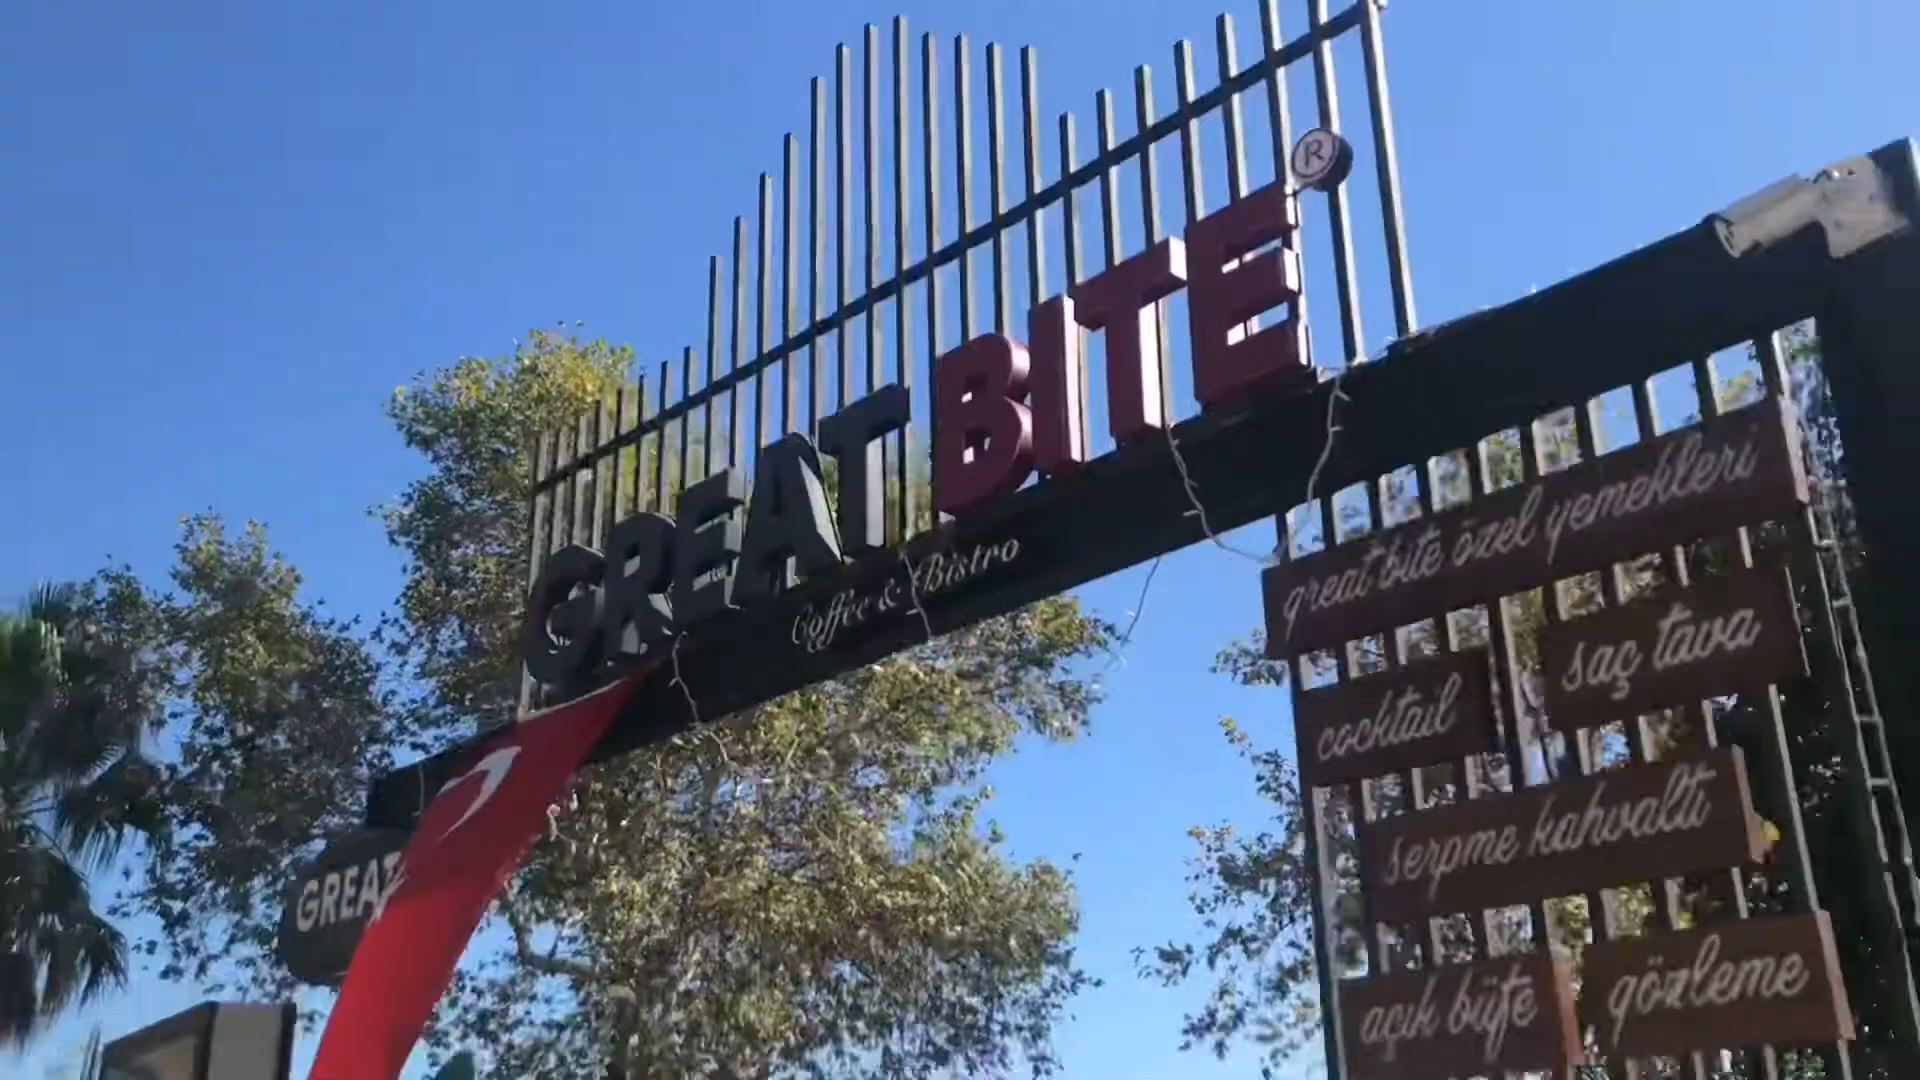 GREAT BITE ®
Coffee & Bistro
GREAT
great bite özel yemekleri
saç tava
cocktail
serpme kahvaltı
açık büfe
gözleme